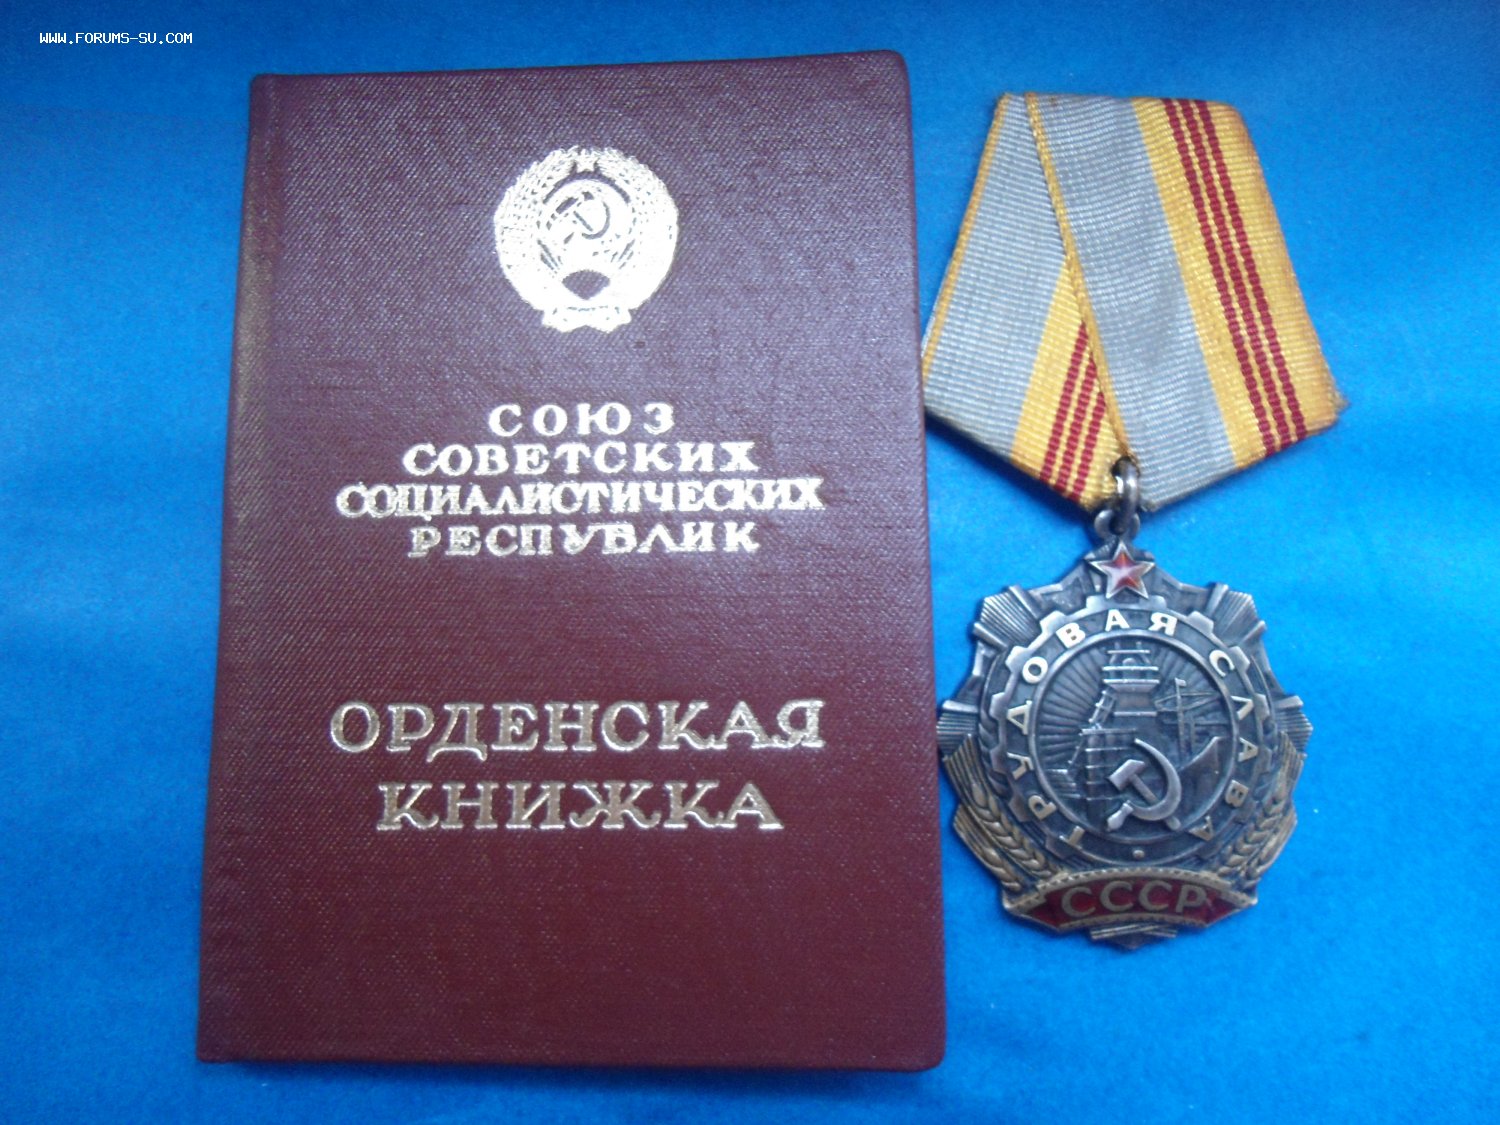 WWW.FORUMS-SU.COM
СОЮЗ
СОВЕТСКИХ
СОЦИАЛИСТИЧЕСКИХ
РЕСПУБЛИК
ОРДЕНСКАЯ
КНИЖКА
ТРУДОВАЯ СЛАВА
СССР